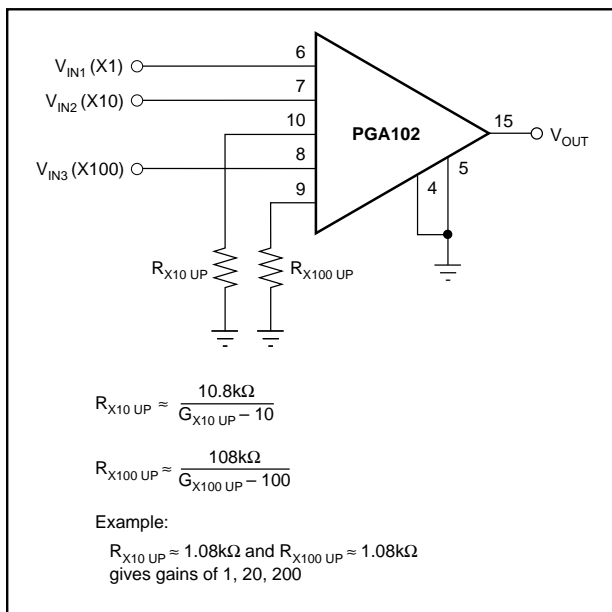 V_IN1 (X1) 6
V_IN2 (X10) 7
10
V_IN3 (X100) 8
9
PGA102
15 V_OUT
4 5
R_X10 UP R_X100 UP
R_X10 UP ≈ 10.8kΩ / G_X10 UP – 10
R_X100 UP ≈ 108kΩ / G_X100 UP – 100
Example:
R_X10 UP ≈ 1.08kΩ and R_X100 UP ≈ 1.08kΩ
gives gains of 1, 20, 200